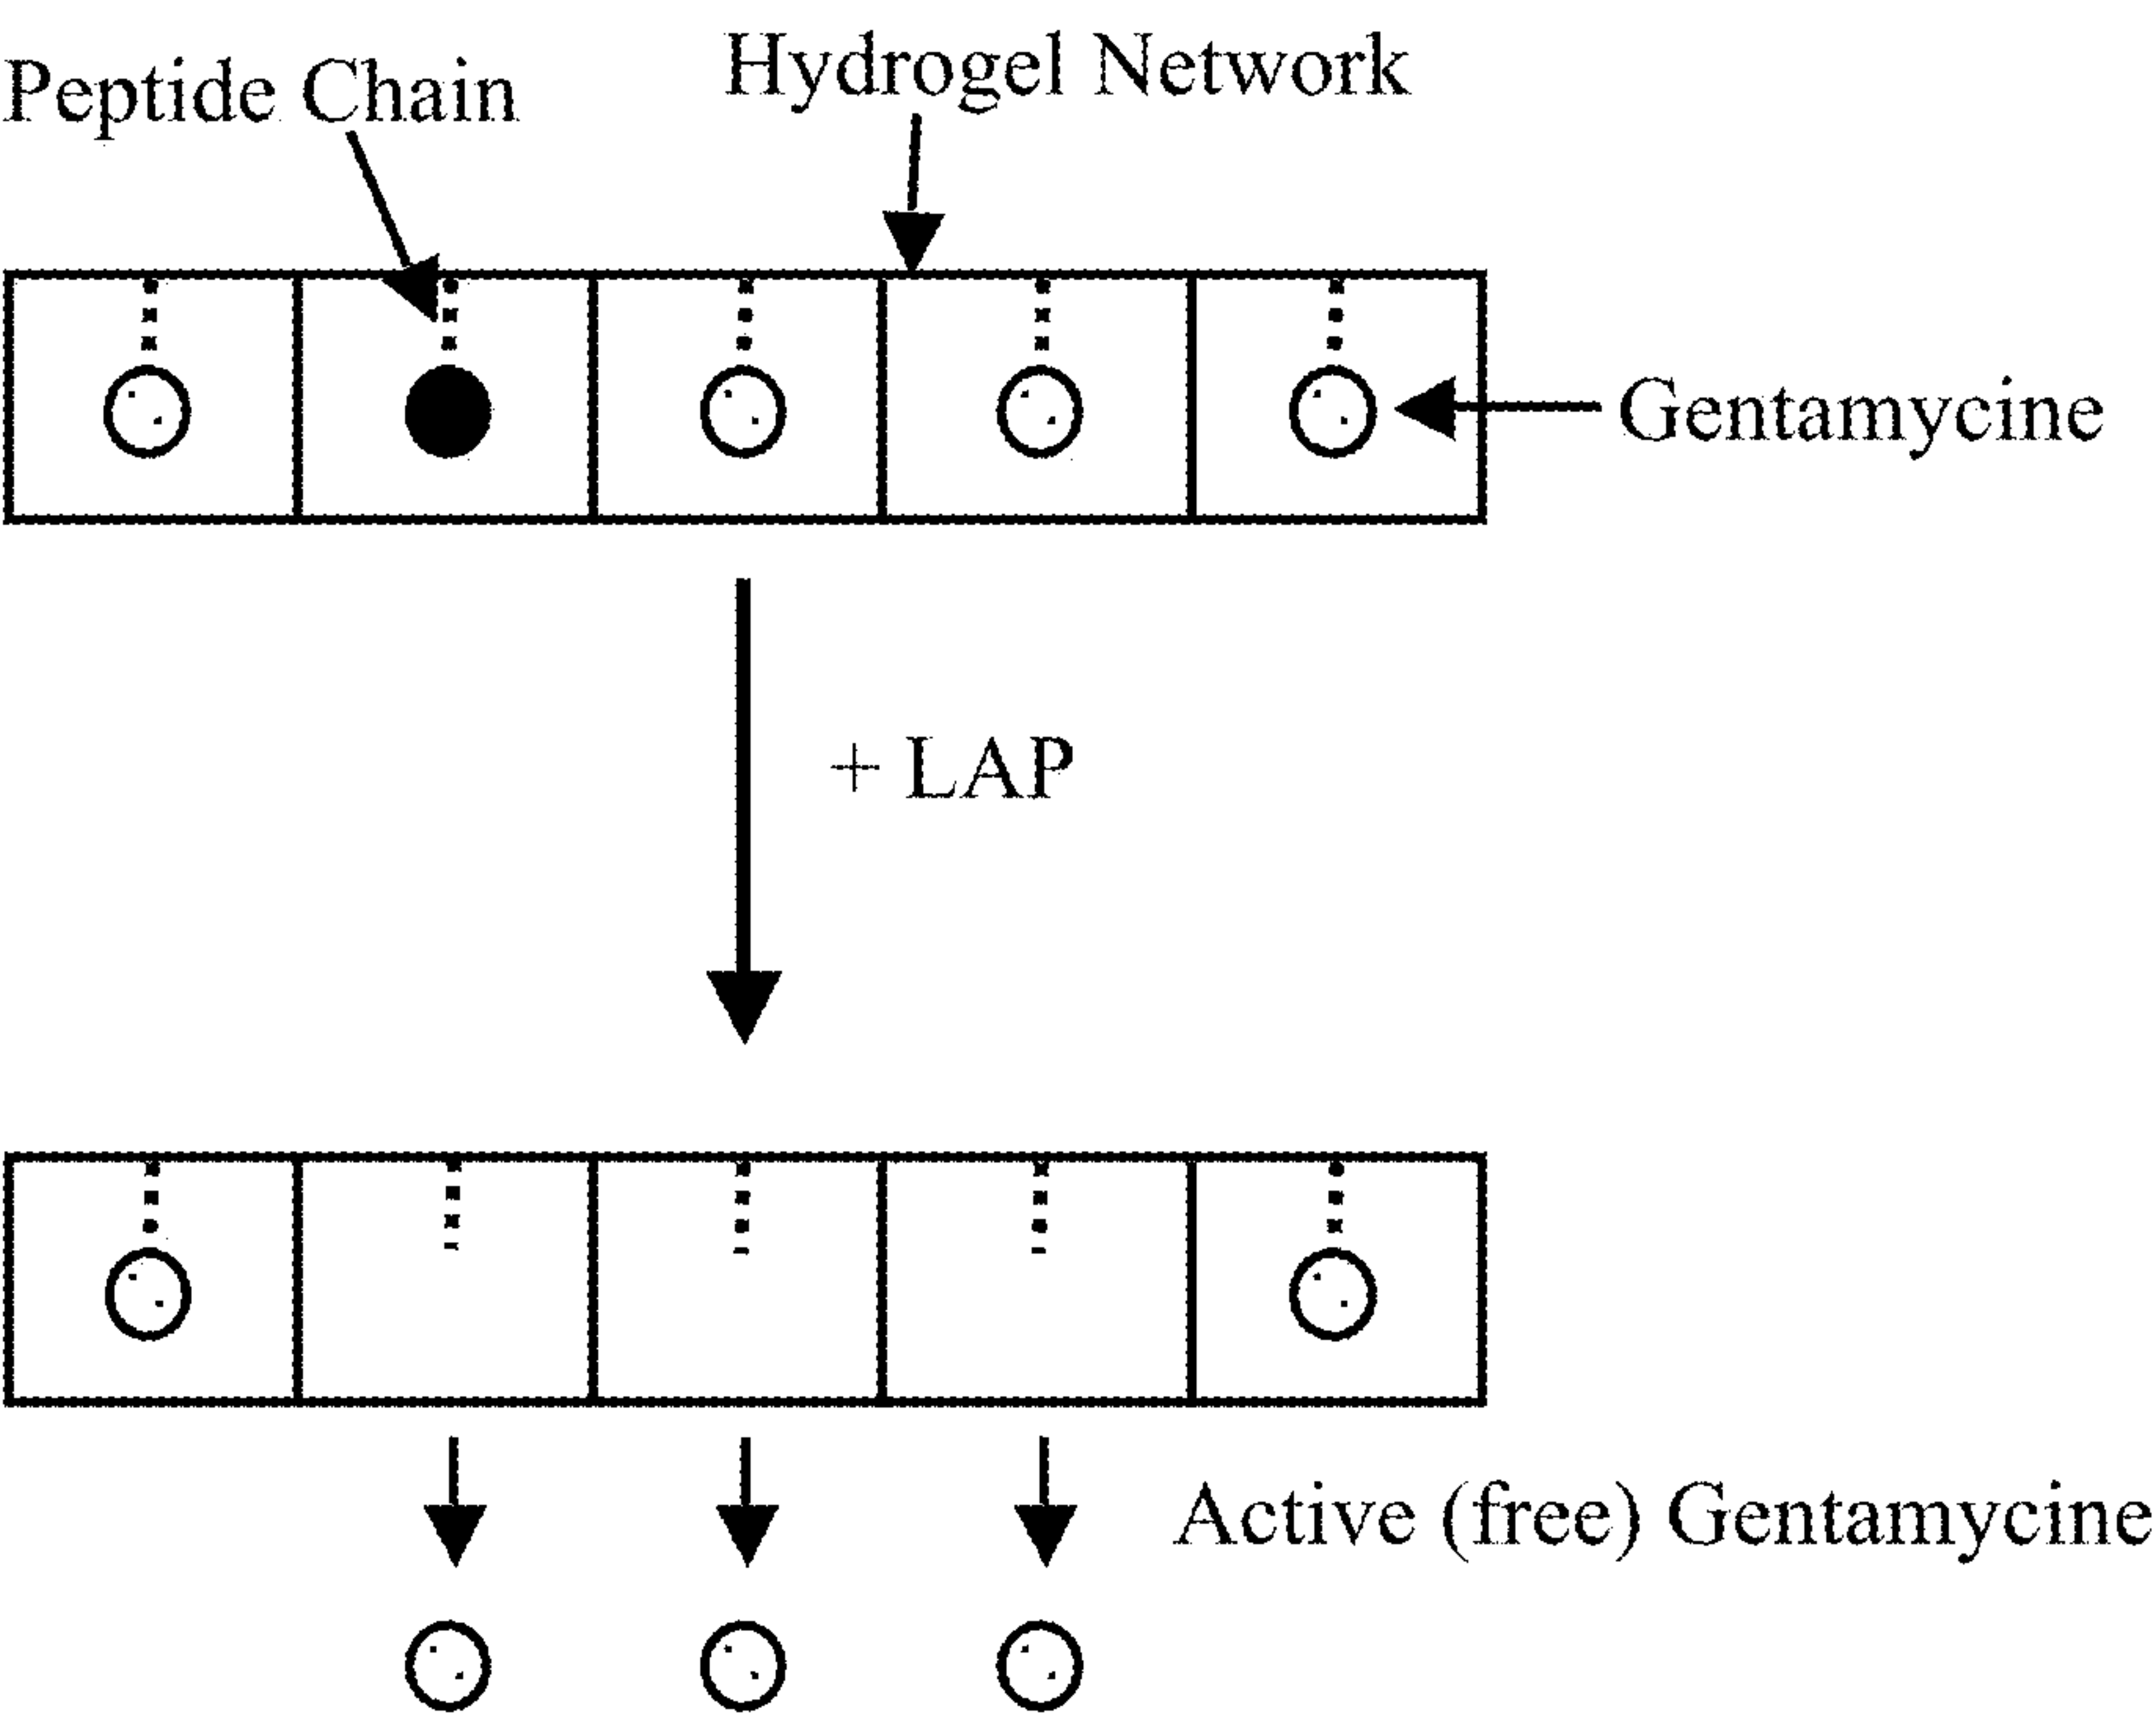 Peptide Chain
Hydrogel Network
Gentamycine
+ LAP
Active (free) Gentamycine